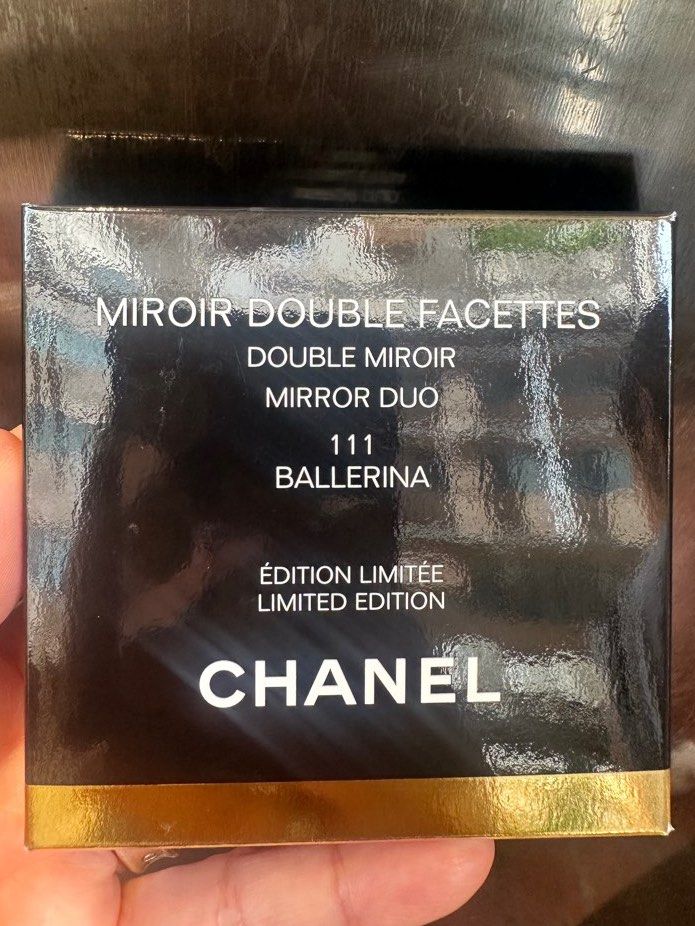 MIROIR DOUBLE FACETTES
DOUBLE MIROIR
MIRROR DUO
111
BALLERINA
ÉDITION LIMITÉE
LIMITED EDITION
CHANEL